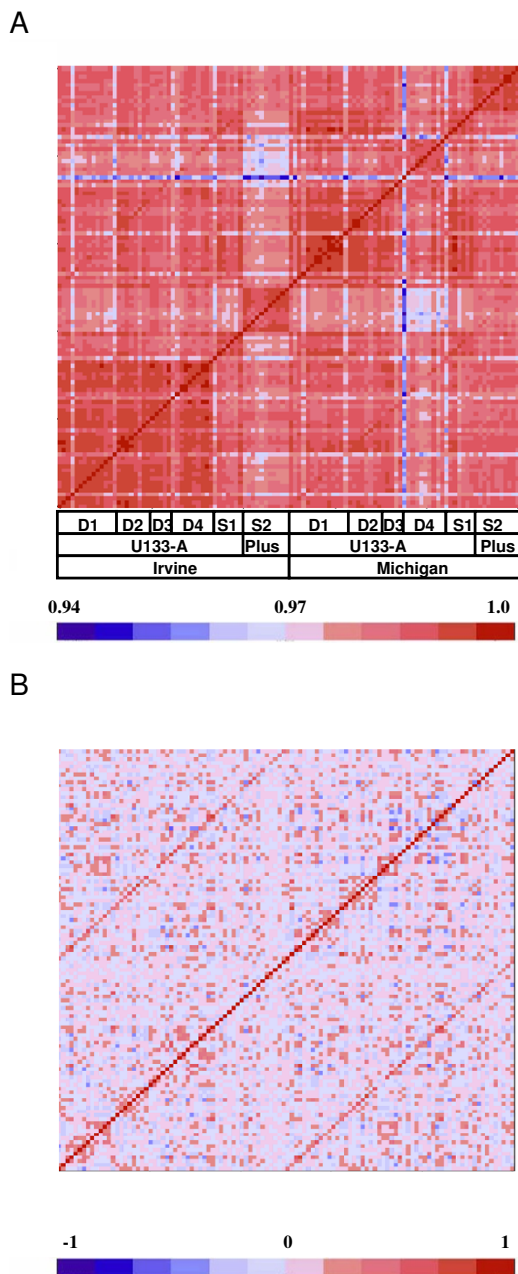 A
D1 D2 D3 D4 S1 S2 D1 D2 D3 D4 S1 S2
U133-A Plus U133-A Plus
Irvine Michigan
0.94 0.97 1.0
B
-1 0 1